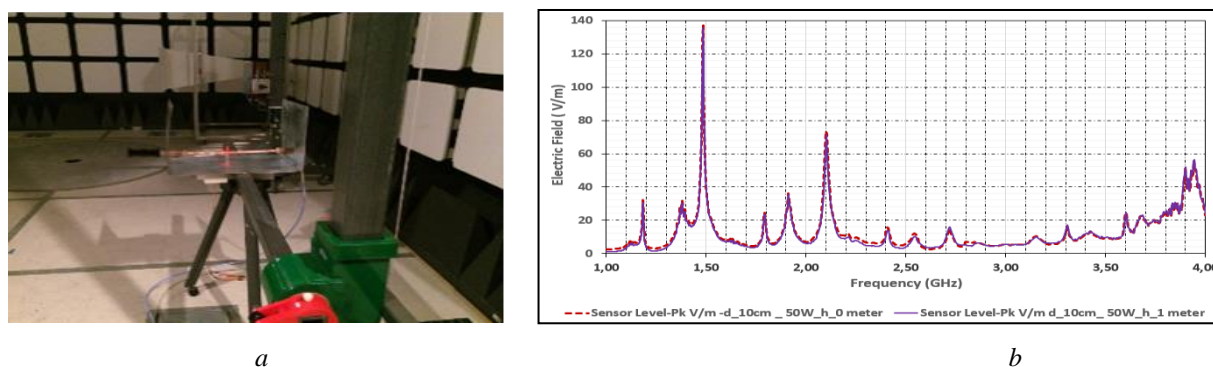 140
120
100
80
60
40
20
0
Electric Field ( V/m)
1,00 1,50 2,00 2,50 3,00 3,50 4,00
Frequency (GHz)
Sensor Level-Pk V/m -d_10cm _ 50W_h_0 meter Sensor Level-Pk V/m d_10cm_ 50W_h_1 meter
a b